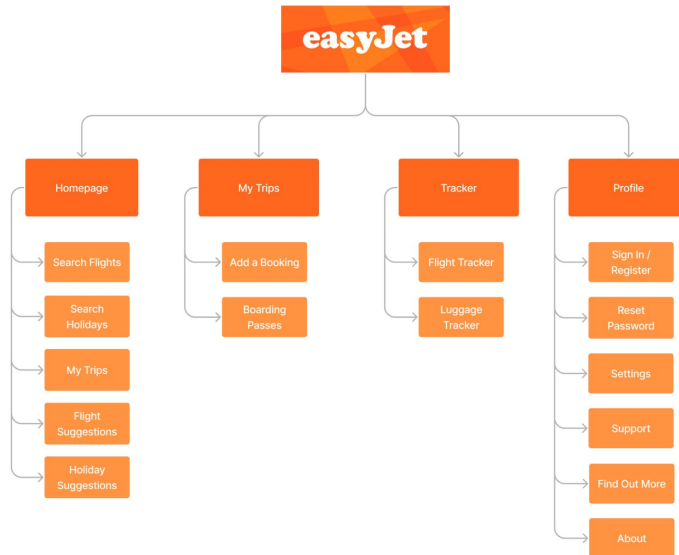 easyJet
Homepage
My Trips
Tracker
Profile
Search Flights
Search
Holidays
My Trips
Flight
Suggestions
Holiday
Suggestions
Add a Booking
Boarding
Passes
Flight Tracker
Luggage
Tracker
Sign In /
Register
Reset
Password
Settings
Support
Find Out More
About